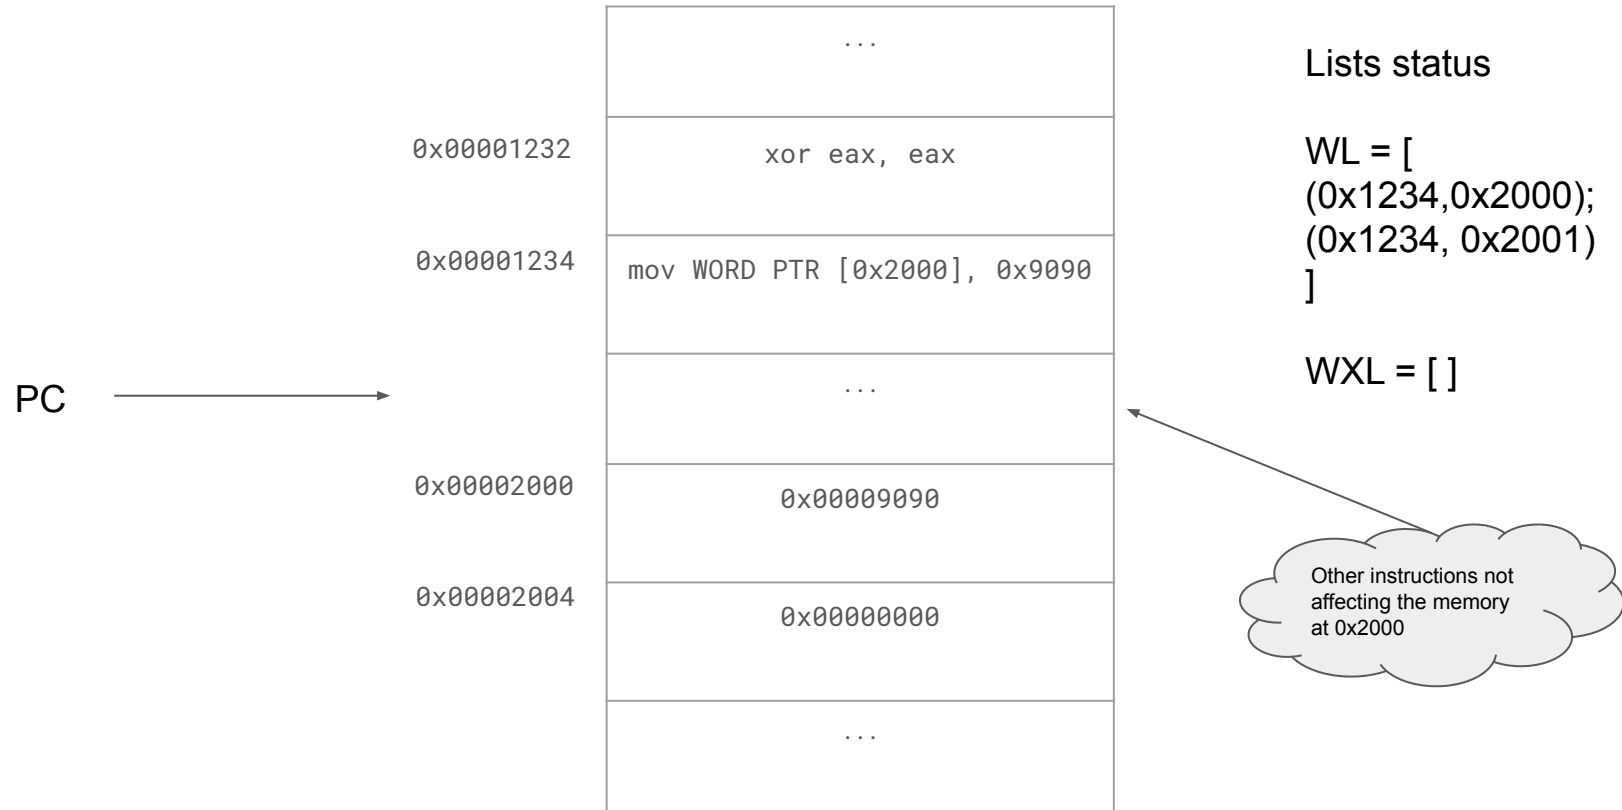 ...
Lists status
0x00001232
xor eax, eax
WL = [
(0x1234,0x2000);
(0x1234, 0x2001)
]
0x00001234
mov WORD PTR [0x2000], 0x9090
WXL = [ ]
PC
...
0x00002000
0x00009090
0x00002004
0x00000000
Other instructions not
affecting the memory
at 0x2000
...